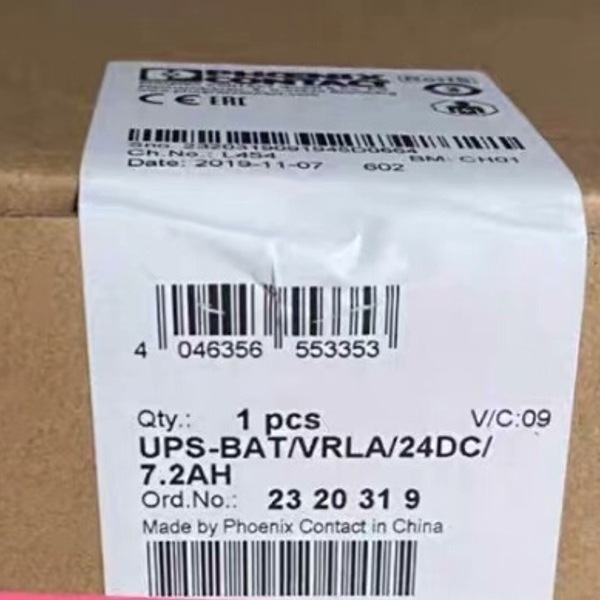 PHOENIX
CONTACT
RoHS
CE EAC
Ch.No.: L454
BM: CH01
Date: 2019-11-07 602
4 046356 553353
Qty.: 1 pcs V/C:09
UPS-BAT/VRLA/24DC/
7.2AH
Ord.No.: 23 20 31 9
Made by Phoenix Contact in China